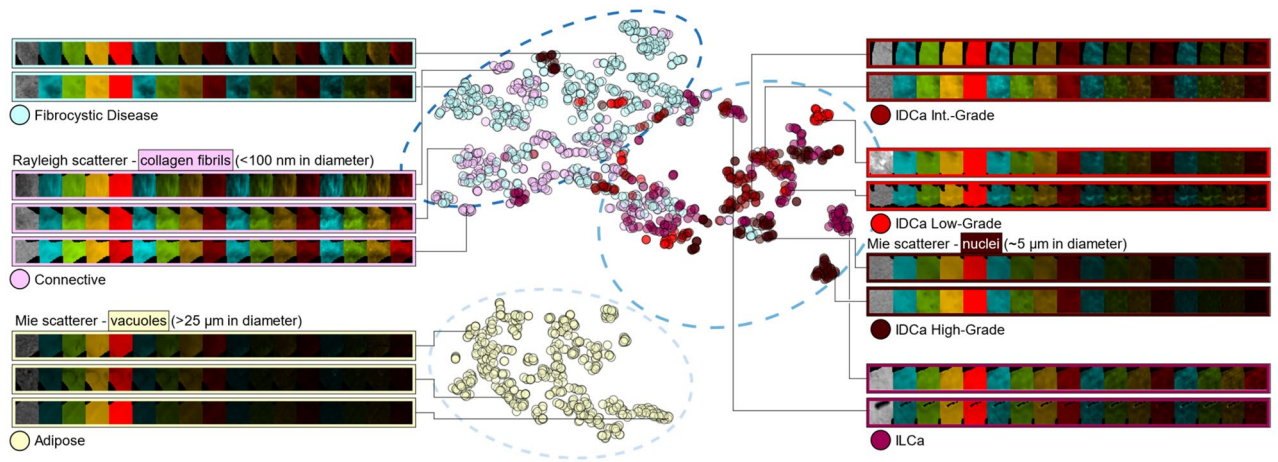 Fibrocystic Disease
Rayleigh scatterer - collagen fibrils (<100 nm in diameter)
Connective
Mie scatterer - vacuoles (>25 µm in diameter)
Adipose
IDCa Int.-Grade
IDCa Low-Grade
Mie scatterer - nuclei (~5 µm in diameter)
IDCa High-Grade
ILCa